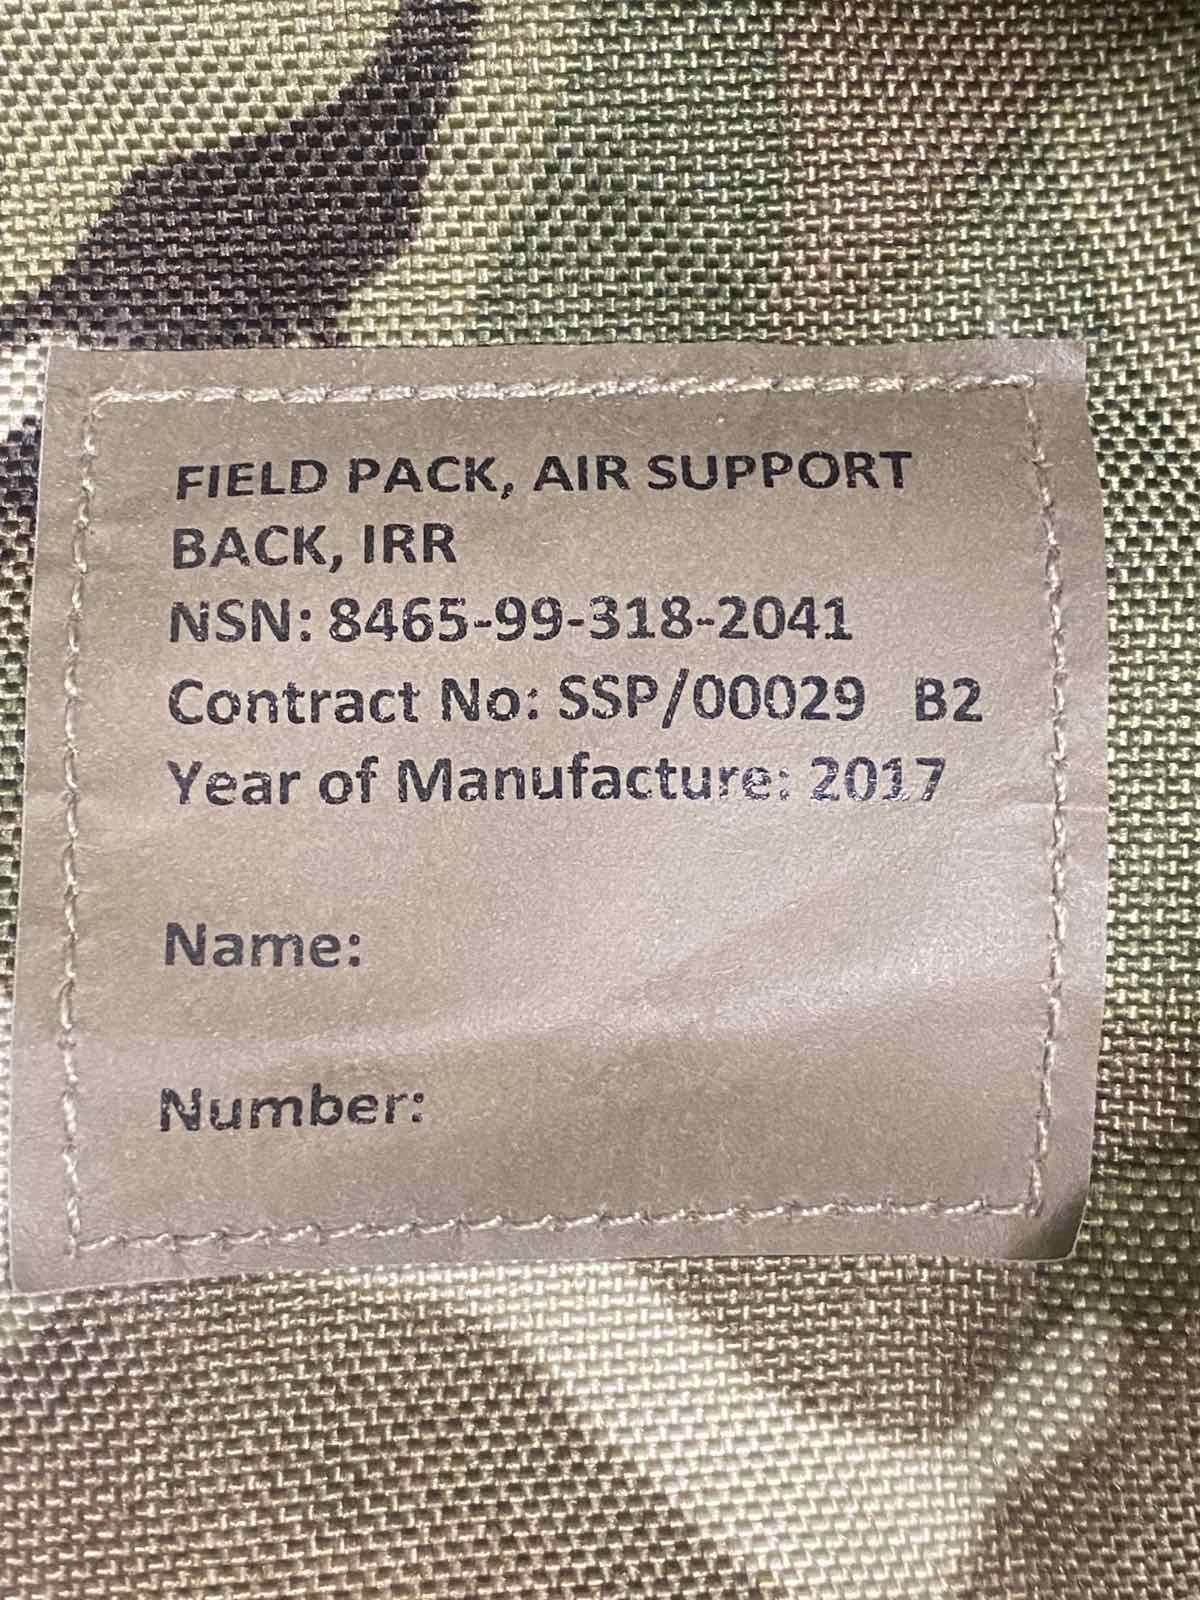 FIELD PACK, AIR SUPPORT
BACK, IRR
NSN: 8465-99-318-2041
Contract No: SSP/00029 B2
Year of Manufacture: 2017
Name:
Number: